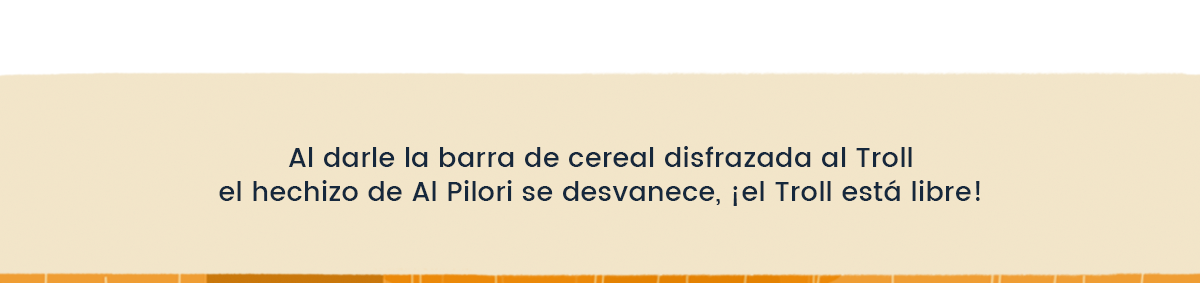 Al darle la barra de cereal disfrazada al Troll
el hechizo de Al Pilori se desvanece, ¡el Troll está libre!